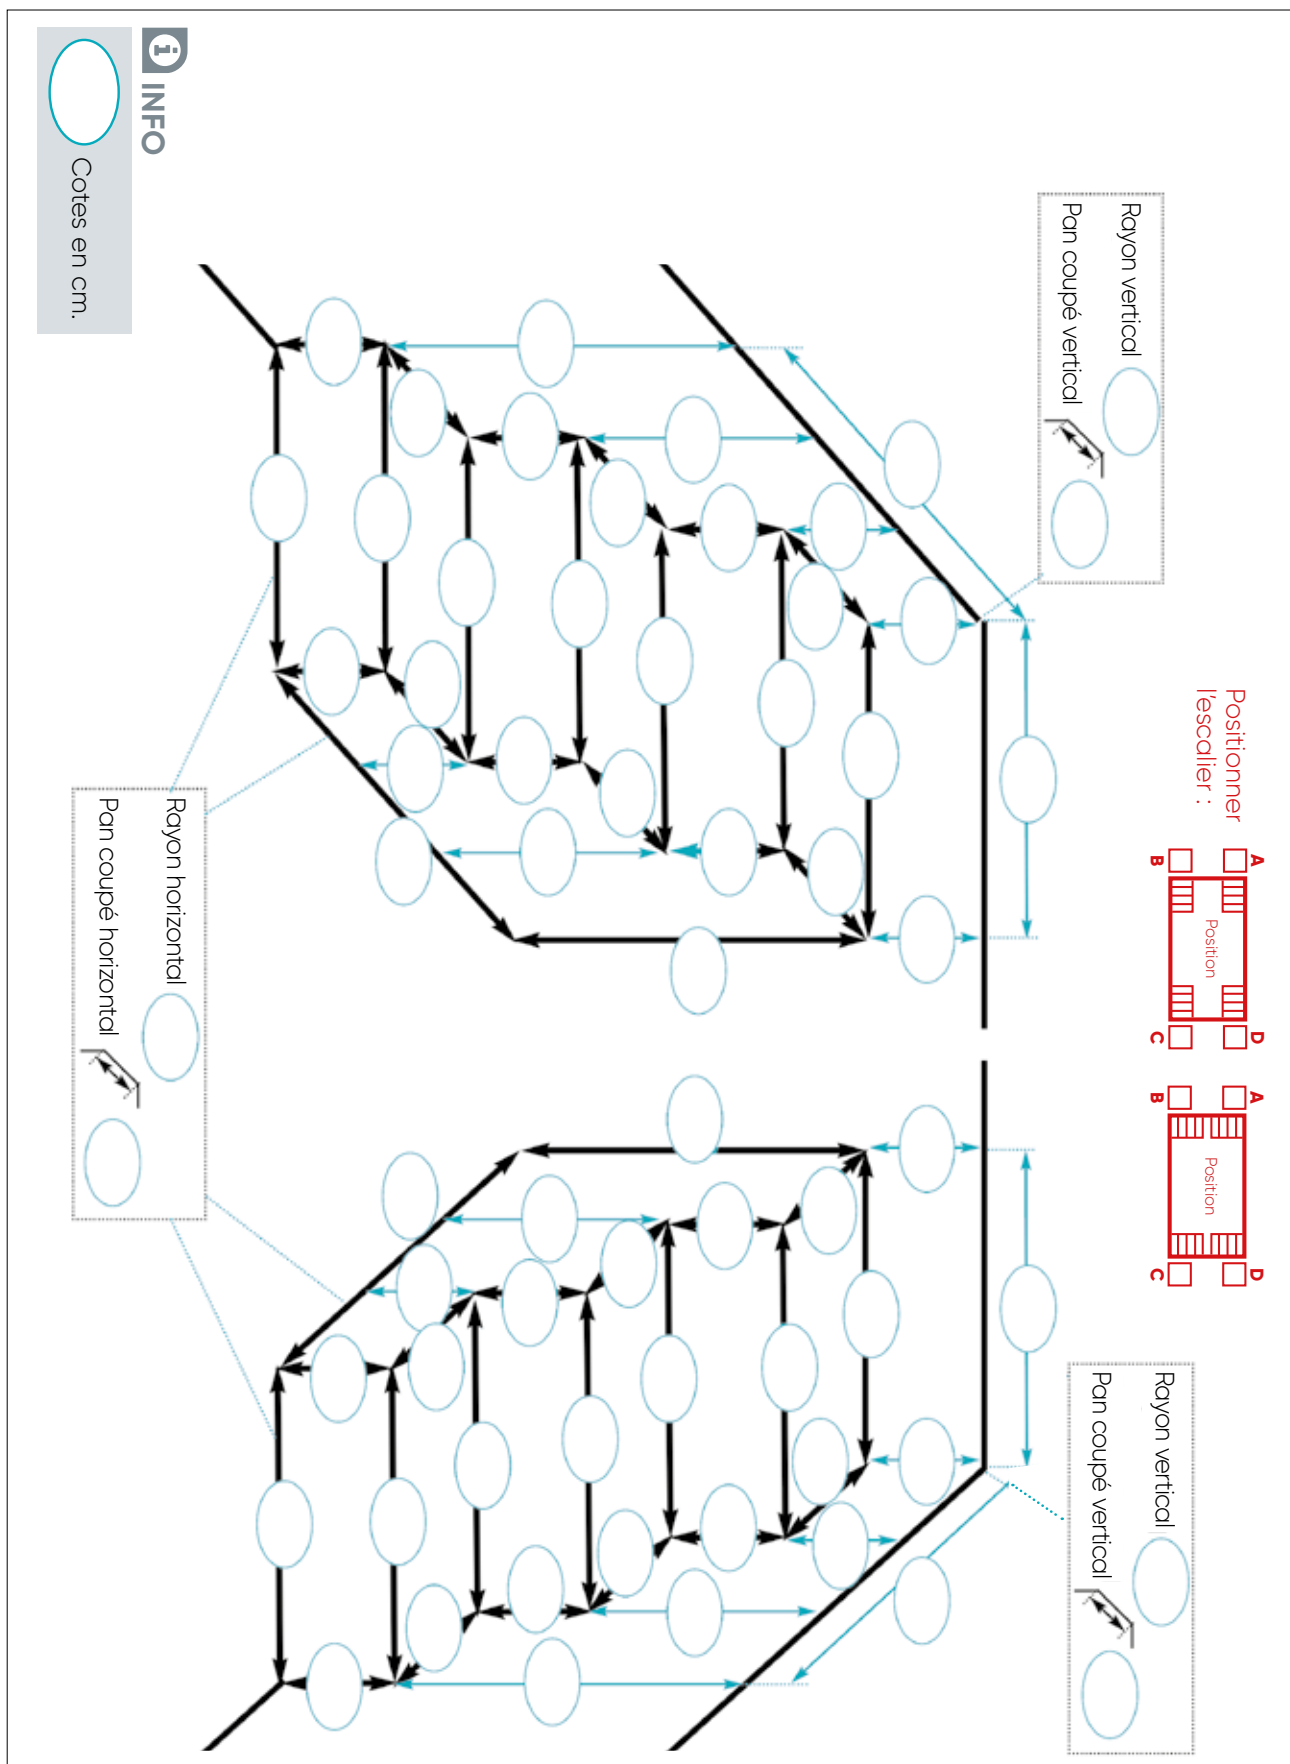 Positionner
l'escalier :
A
B
Position
D
C
A
B
Position
D
C
Rayon vertical
Pan coupé vertical
Rayon vertical
Pan coupé vertical
Rayon horizontal
Pan coupé horizontal
i INFO
Cotes en cm.